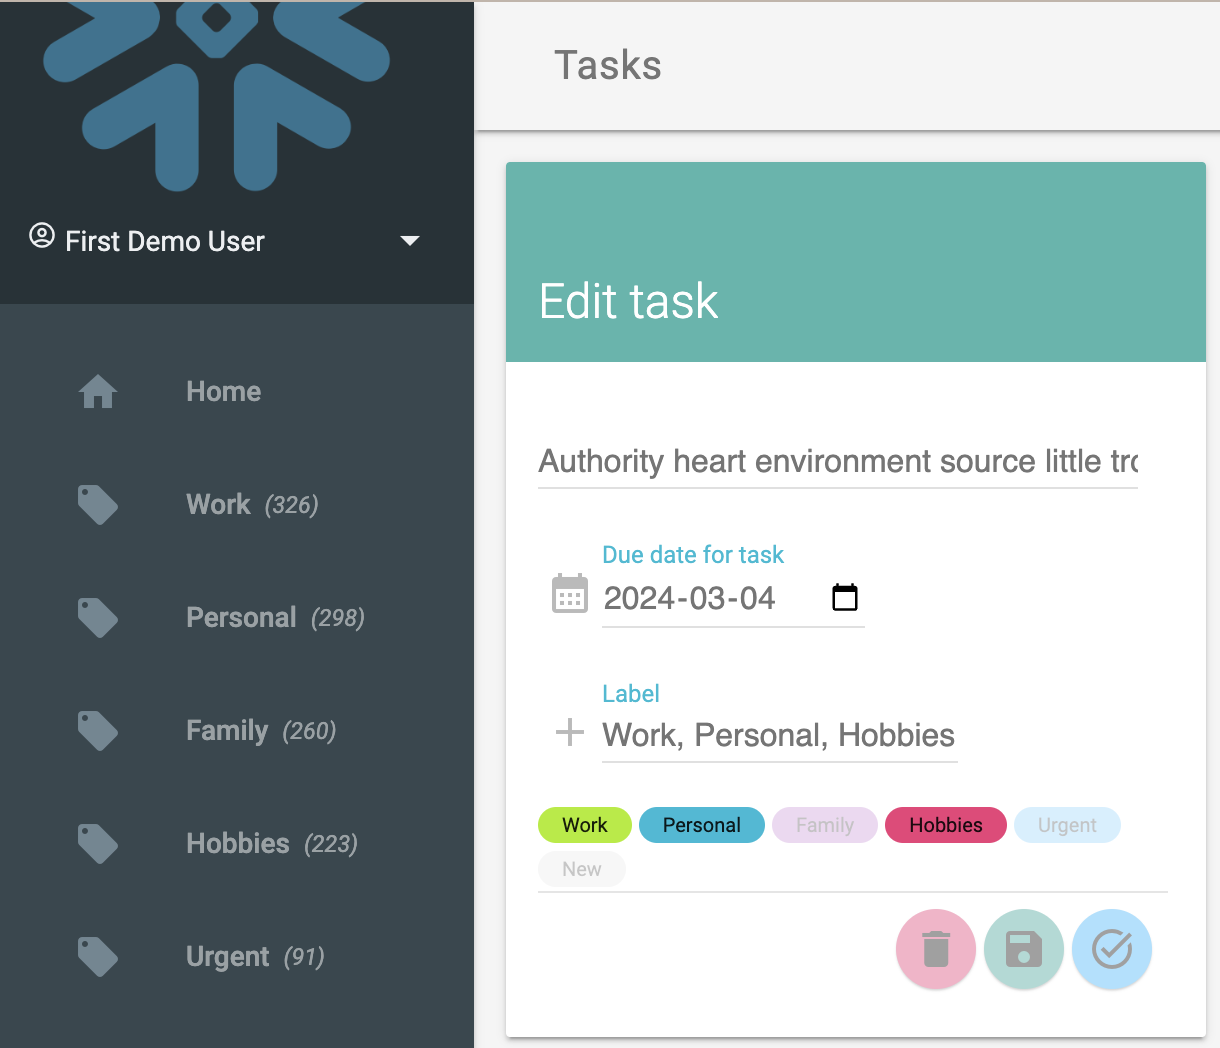 First Demo User
Home
Work (326)
Personal (298)
Family (260)
Hobbies (223)
Urgent (91)
Tasks
Edit task
Authority heart environment source little
Due date for task
2024-03-04
Label
Work, Personal, Hobbies
Work Personal Family Hobbies Urgent
New